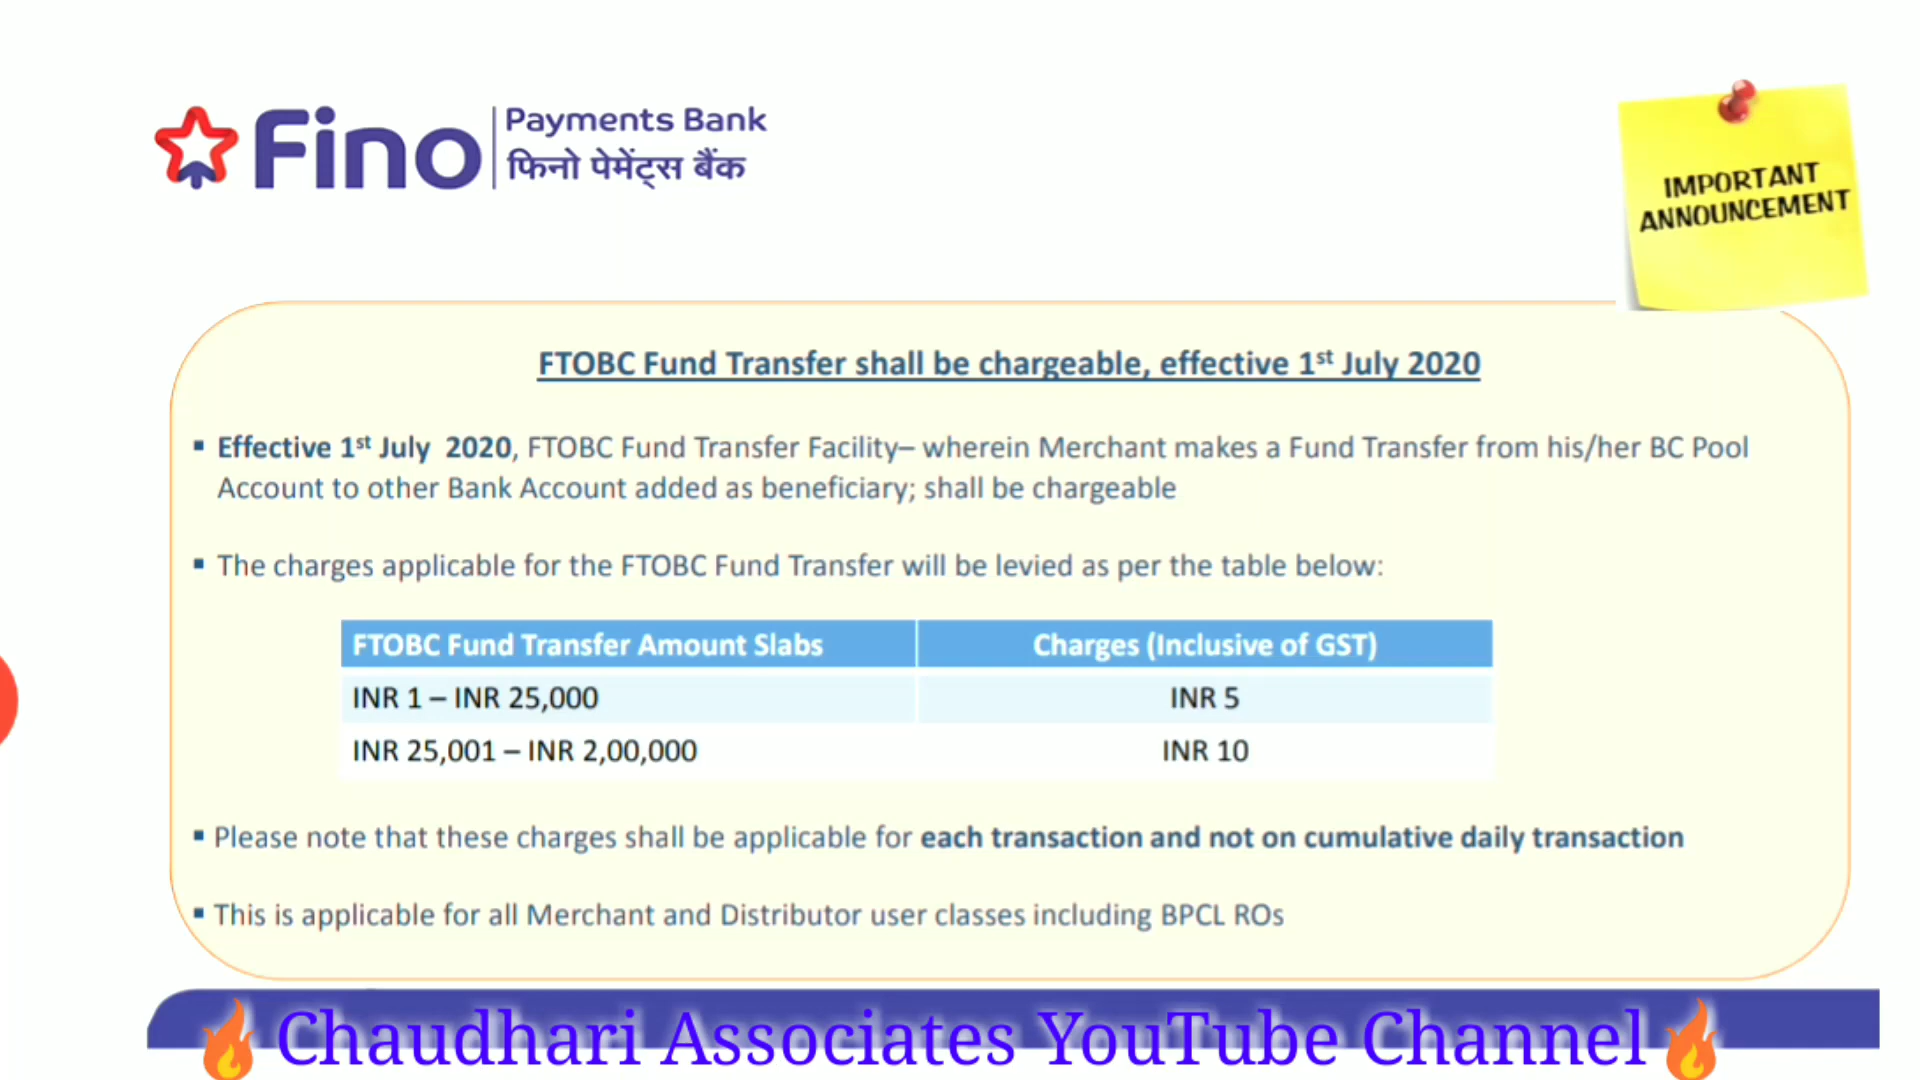 Fino
Payments Bank
फिनो पेमेंट्स बैंक
IMPORTANT
ANNOUNCEMENT
FTOBC Fund Transfer shall be chargeable, effective 1st July 2020
▪ Effective 1st July 2020, FTOBC Fund Transfer Facility– wherein Merchant makes a Fund Transfer from his/her BC Pool
Account to other Bank Account added as beneficiary; shall be chargeable
▪ The charges applicable for the FTOBC Fund Transfer will be levied as per the table below:
FTOBC Fund Transfer Amount Slabs Charges (Inclusive of GST)
INR 1 – INR 25,000 INR 5
INR 25,001 – INR 2,00,000 INR 10
▪ Please note that these charges shall be applicable for each transaction and not on cumulative daily transaction
▪ This is applicable for all Merchant and Distributor user classes including BPCL ROs
🔥Chaudhari Associates YouTube Channel🔥